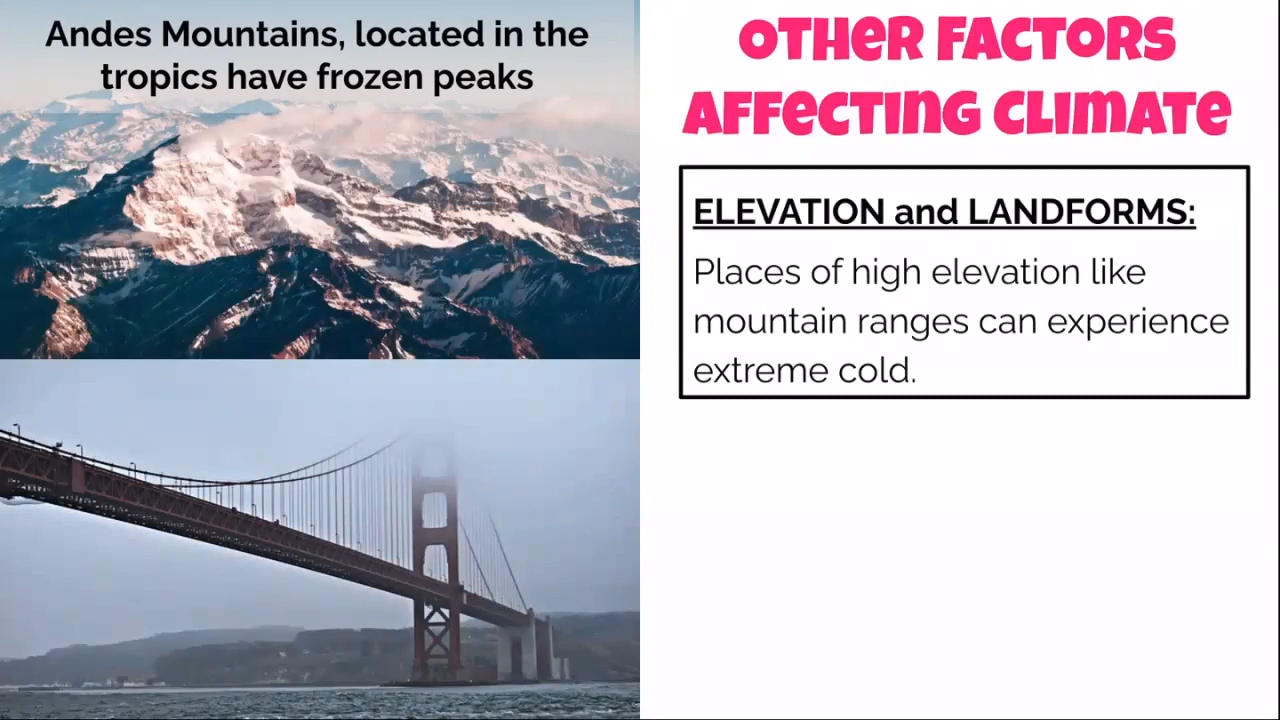 Andes Mountains, located in the
tropics have frozen peaks
OTHER FACTORS
AFFECTING CLIMATE
ELEVATION and LANDFORMS:
Places of high elevation like
mountain ranges can experience
extreme cold.